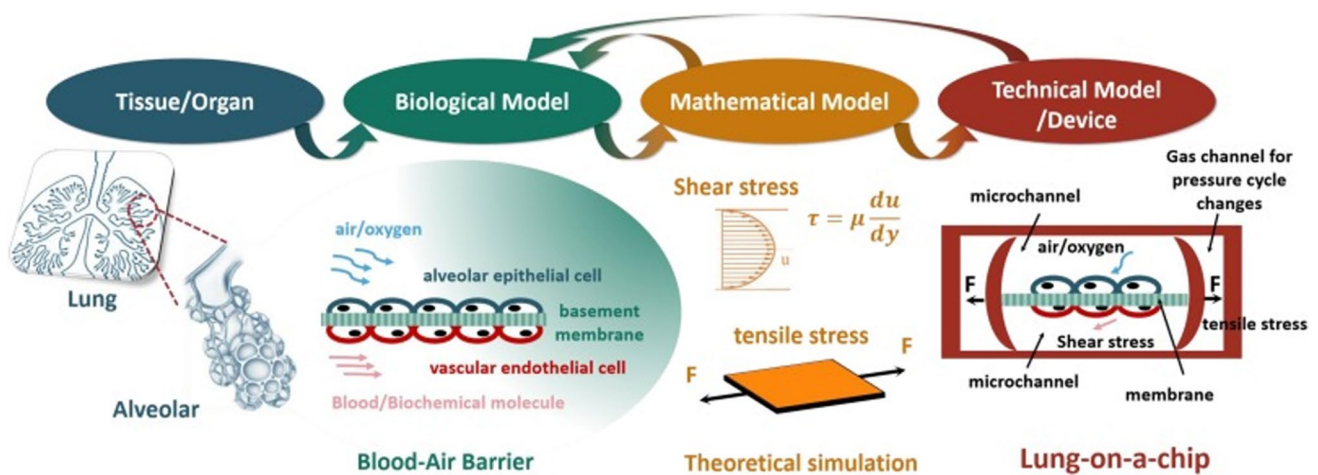 Tissue/Organ
Biological Model
Mathematical Model
Technical Model
/Device
Lung
Alveolar
air/oxygen
alveolar epithelial cell
basement
membrane
vascular endothelial cell
Blood/Biochemical molecule
Blood-Air Barrier
Shear stress
τ = μ du/dy
u
tensile stress
F
F
Theoretical simulation
Gas channel for
pressure cycle
changes
microchannel
air/oxygen
F
F
tensile stress
Shear stress
microchannel
membrane
Lung-on-a-chip